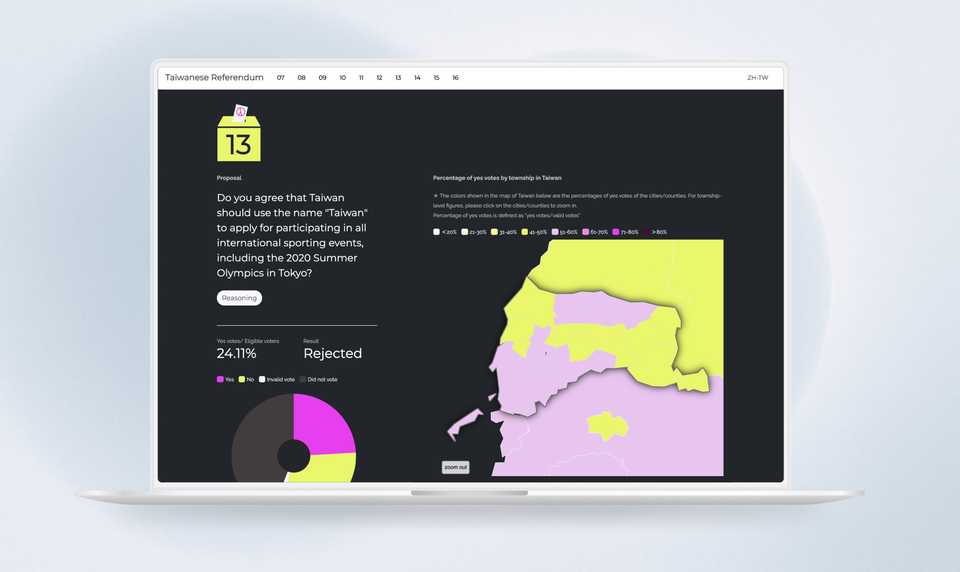 Taiwanese Referendum 07 08 09 10 11 12 13 14 15 16 ZH-TW
13
Proposal
Do you agree that Taiwan
should use the name "Taiwan"
to apply for participating in all
international sporting events,
including the 2020 Summer
Olympics in Tokyo?
Reasoning
Yes votes/ Eligible voters
24.11%
Result
Rejected
Yes No Invalid vote Did not vote
Percentage of yes votes by township in Taiwan
※ The colors shown in the map of Taiwan below are the percentages of yes votes of the cities/counties. For township-
level figures, please click on the cities/counties to zoom in.
Percentage of yes votes is defined as "yes votes/valid votes"
<20% 21-30% 31-40% 41-50% 51-60% 61-70% 71-80% >80%
zoom out